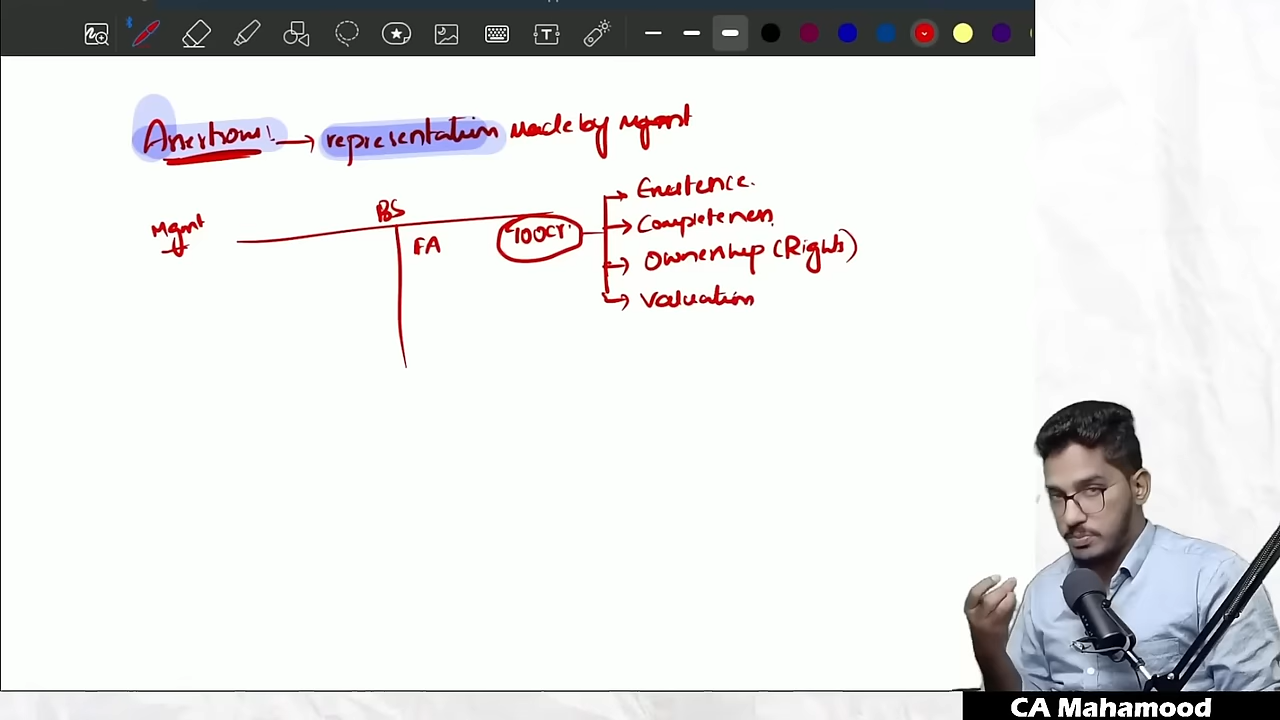 Assertions: → representation Made by Mgmt
Mgmt
BS
FA 100cr.
→ Existence.
→ Completeness.
→ Ownership (Rights)
→ Valuation
T
CA Mahamood